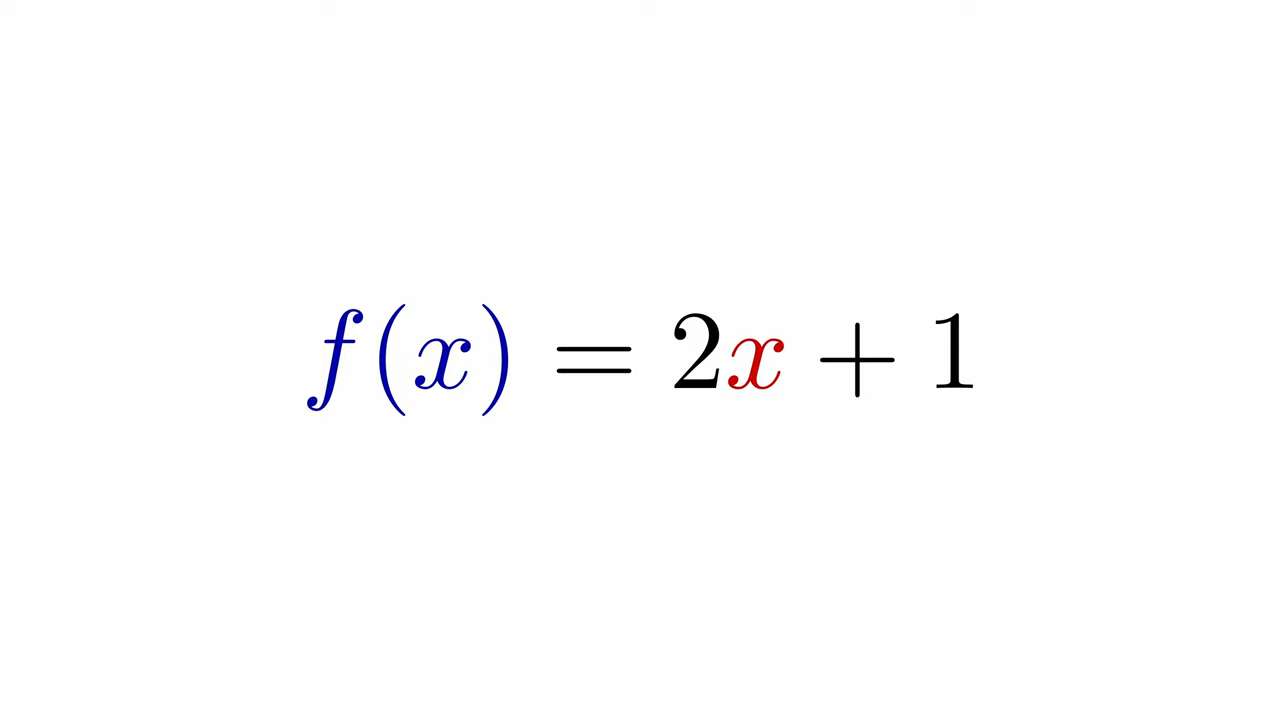 f(x) = 2x + 1